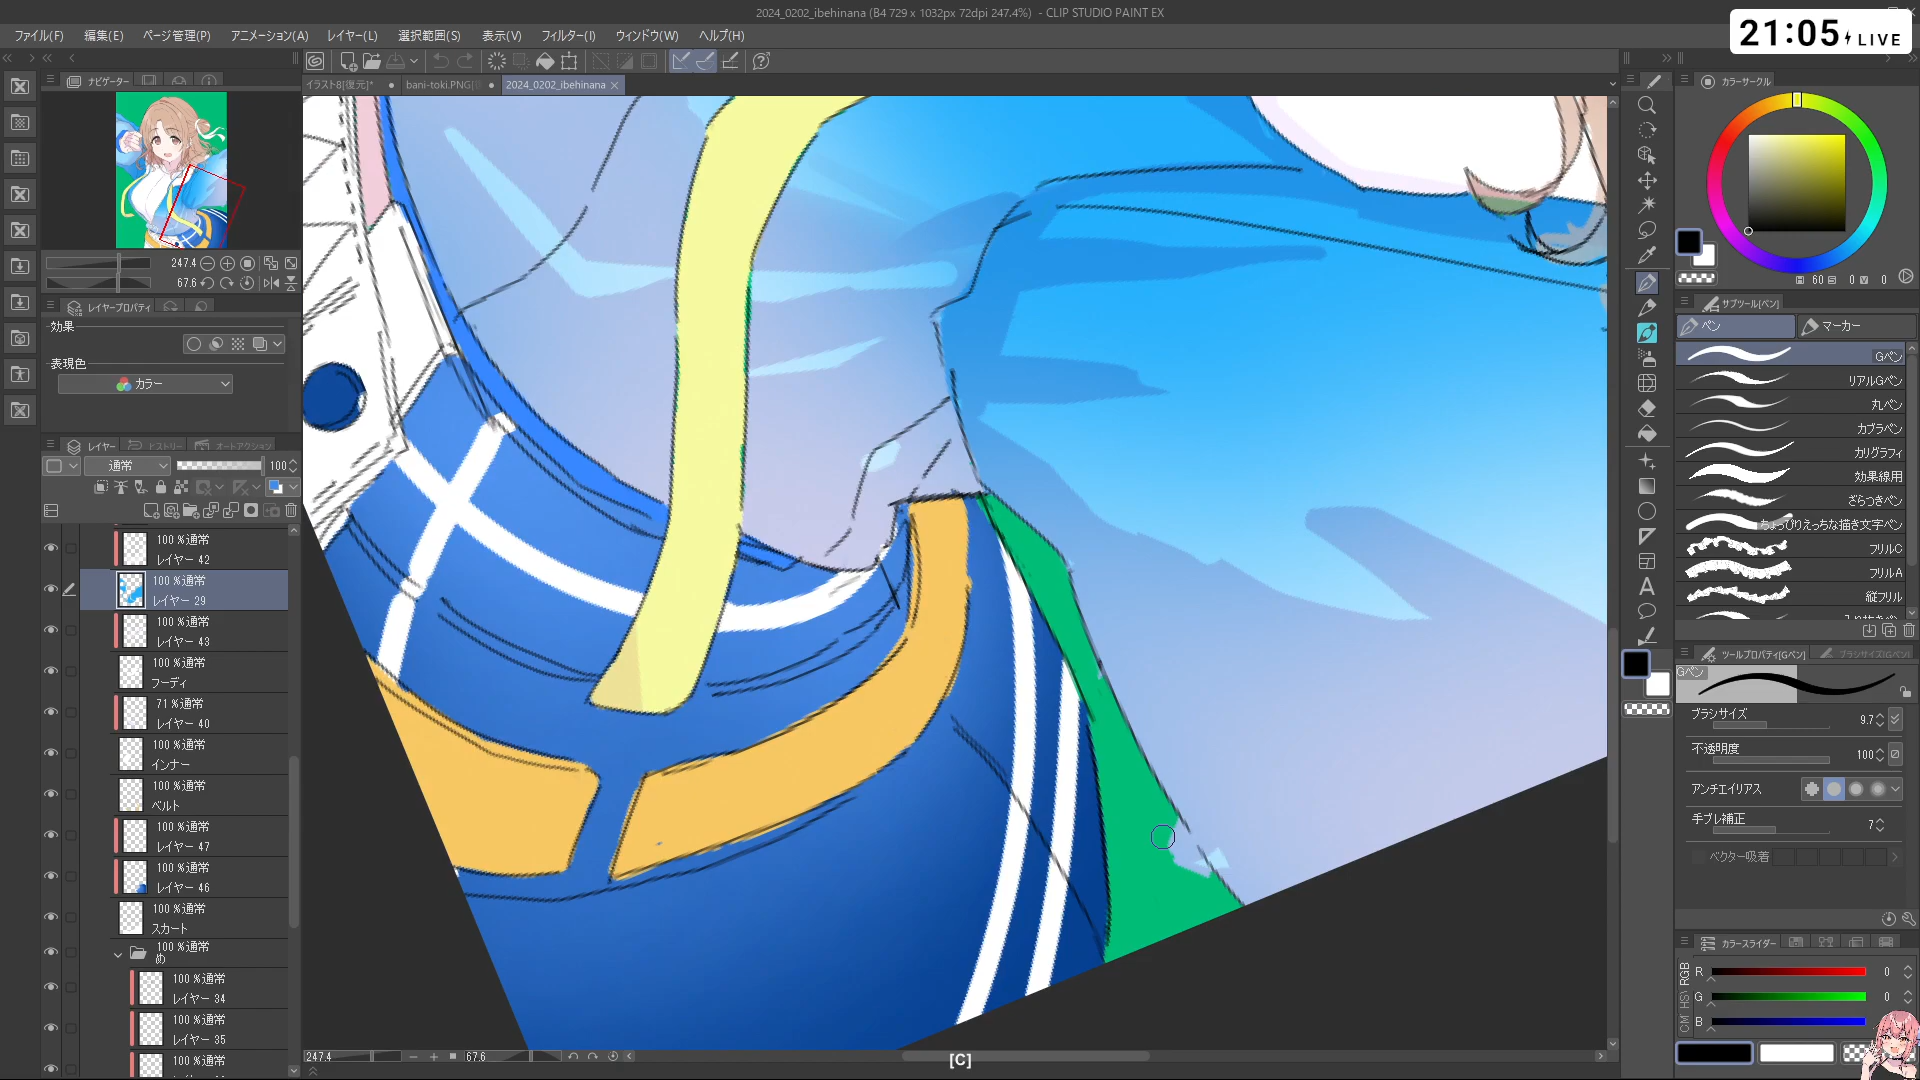 2024_0202_ibehinana (B4 729 x 1032px 72dpi 247.4%) - CLIP STUDIO PAINT EX
21:05 LIVE
ファイル(F) 編集(E) ページ管理(P) アニメーション(A) レイヤー(L) 選択範囲(S) 表示(V) フィルター(I) ウィンドウ(W) ヘルプ(H)
ナビゲーター
イラスト8[復元]* bani-toki.PNG 2024_0202_ibehinana
カラーサークル
247.4
67.6
60 0 0
レイヤープロパティ
効果
表現色
カラー
サブツール[ペン]
ペン マーカー
Gペン
リアルGペン
丸ペン
カブラペン
カリグラフィ
効果線用
ざらつきペン
ちょっぴりえっちな描き文字ペン
フリルC
フリルA
縦フリル
レイヤー ヒストリー オートアクション
通常 100
100 %通常
レイヤー 42
100 %通常
レイヤー 29
100 %通常
レイヤー 43
100 %通常
フーディ
71 %通常
レイヤー 40
100 %通常
インナー
100 %通常
ベルト
100 %通常
レイヤー 47
100 %通常
レイヤー 46
100 %通常
スカート
100 %通常
め
100 %通常
レイヤー 34
100 %通常
レイヤー 35
100 %通常
ツールプロパティ[Gペン] ブラシサイズ[Gペン]
Gペン
ブラシサイズ 9.7
不透明度 100
アンチエイリアス
手ブレ補正 7
ベクター吸着
カラースライダー
RGB
R 0
G 0
B
247.4 67.6
[C]